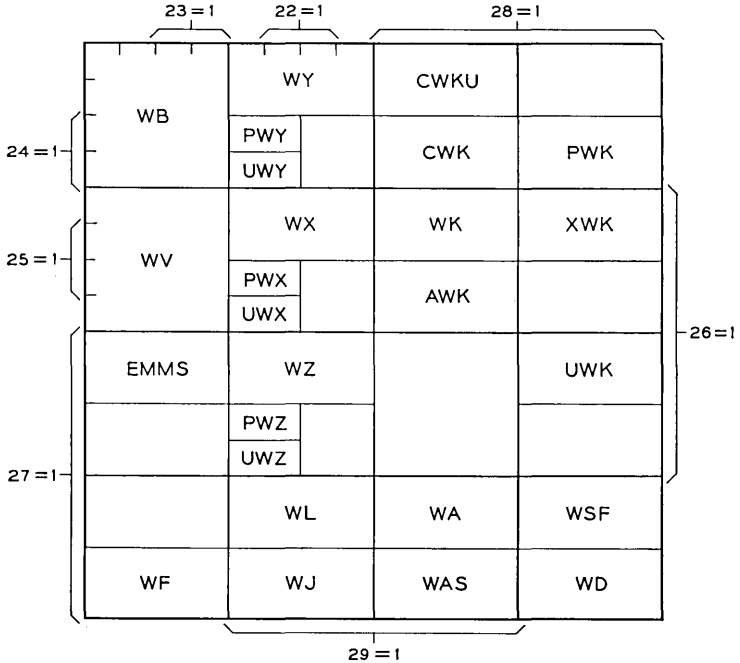 23=1 22=1 28=1
WY CWKU
WB
PWY CWK PWK
24=1
UWY
WX WK XWK
25=1 WV
PWX AWK
UWX
26=1
EMMS WZ UWK
PWZ
UWZ
27=1
WL WA WSF
WF WJ WAS WD
29=1